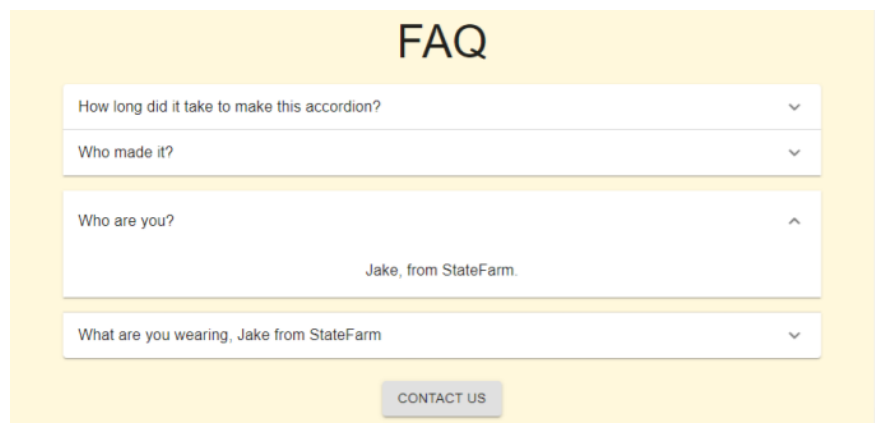 FAQ
How long did it take to make this accordion?
Who made it?
Who are you?
Jake, from StateFarm.
What are you wearing, Jake from StateFarm
CONTACT US